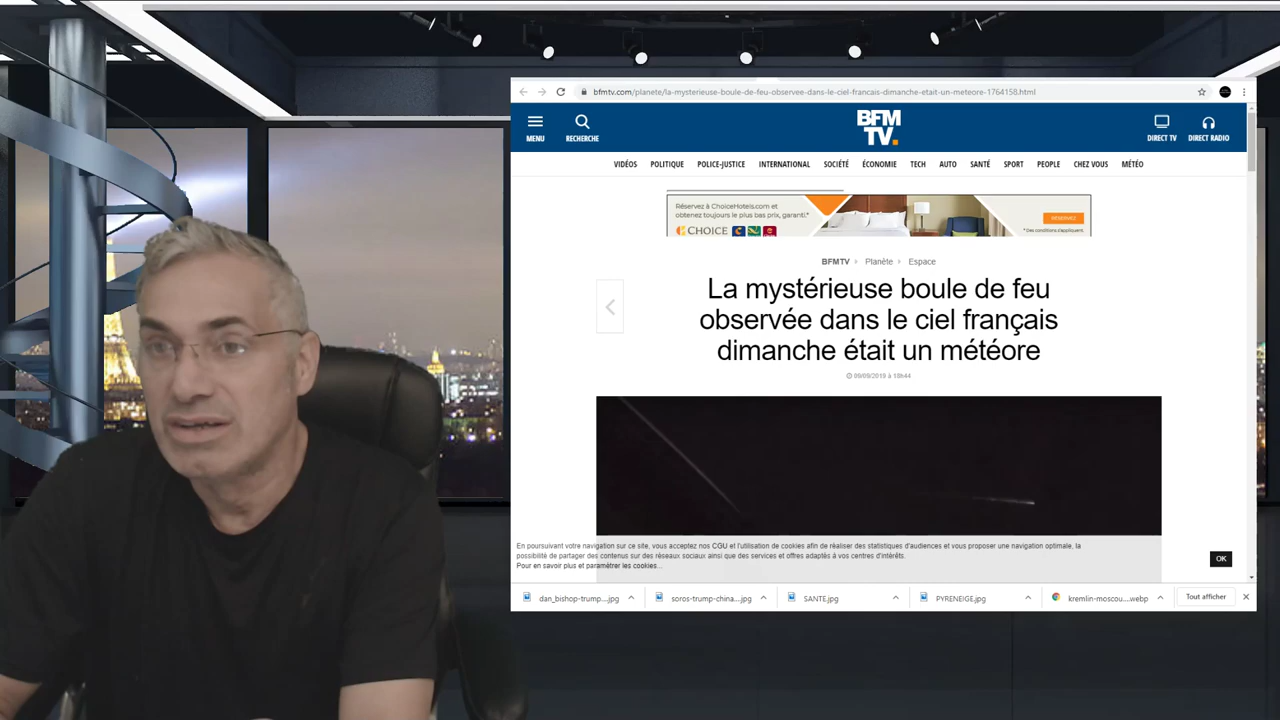 bfmtv.com/planete/la-mysterieuse-boule-de-feu-observee-dans-le-ciel-francais-dimanche-etait-un-meteore-1764158.html
MENU
RECHERCHE
BFM
TV.
DIRECT TV
DIRECT RADIO
VIDÉOS POLITIQUE POLICE-JUSTICE INTERNATIONAL SOCIÉTÉ ÉCONOMIE TECH AUTO SANTÉ SPORT PEOPLE CHEZ VOUS MÉTÉO
Réservez à ChoiceHotels.com et
obtenez toujours le plus bas prix, garanti.*
CHOICE
RÉSERVEZ
* Des conditions s'appliquent.
BFMTV Planète Espace
La mystérieuse boule de feu
observée dans le ciel français
dimanche était un météore
09/09/2019 à 18h44
En poursuivant votre navigation sur ce site, vous acceptez nos CGU et l'utilisation de cookies afin de réaliser des statistiques d'audiences et vous proposer une navigation optimale, la
possibilité de partager des contenus sur des réseaux sociaux ainsi que des services et offres adaptés à vos centres d'intérêts.
Pour en savoir plus et paramétrer les cookies...
OK
dan_bishop-trump....jpg soros-trump-china....jpg SANTE.jpg PYRENEIGE.jpg kremlin-moscou....webp Tout afficher